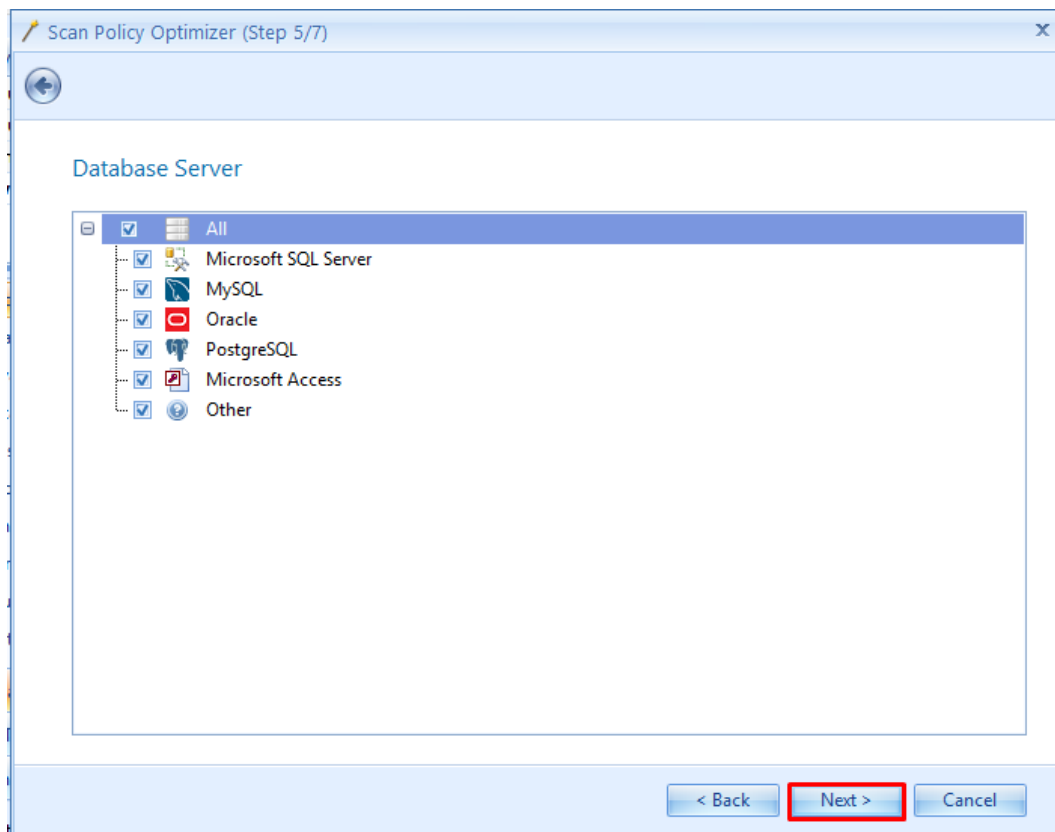 Scan Policy Optimizer (Step 5/7)
x
Database Server
All
Microsoft SQL Server
MySQL
Oracle
PostgreSQL
Microsoft Access
Other
< Back Next > Cancel